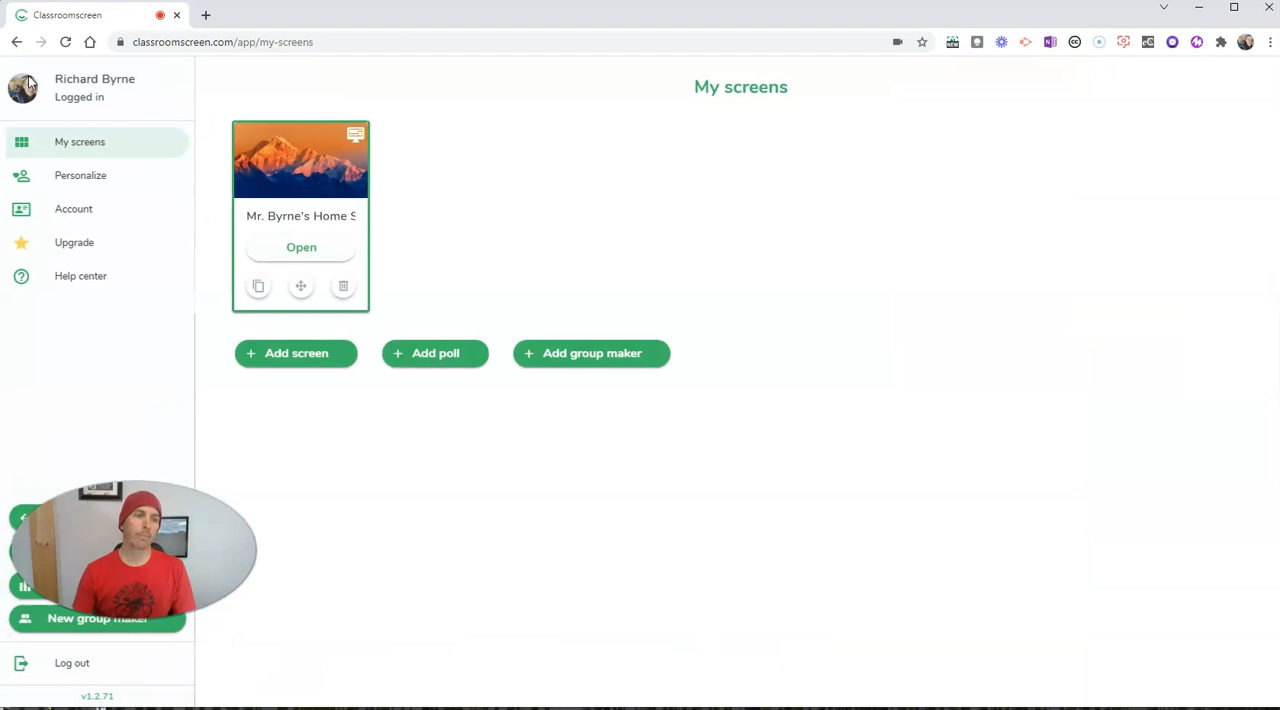 Classroomscreen
classroomscreen.com/app/my-screens
Richard Byrne
Logged in
My screens
Personalize
Account
Upgrade
Help center
New group maker
Log out
v1.2.71
My screens
Mr. Byrne's Home S
Open
+ Add screen
+ Add poll
+ Add group maker